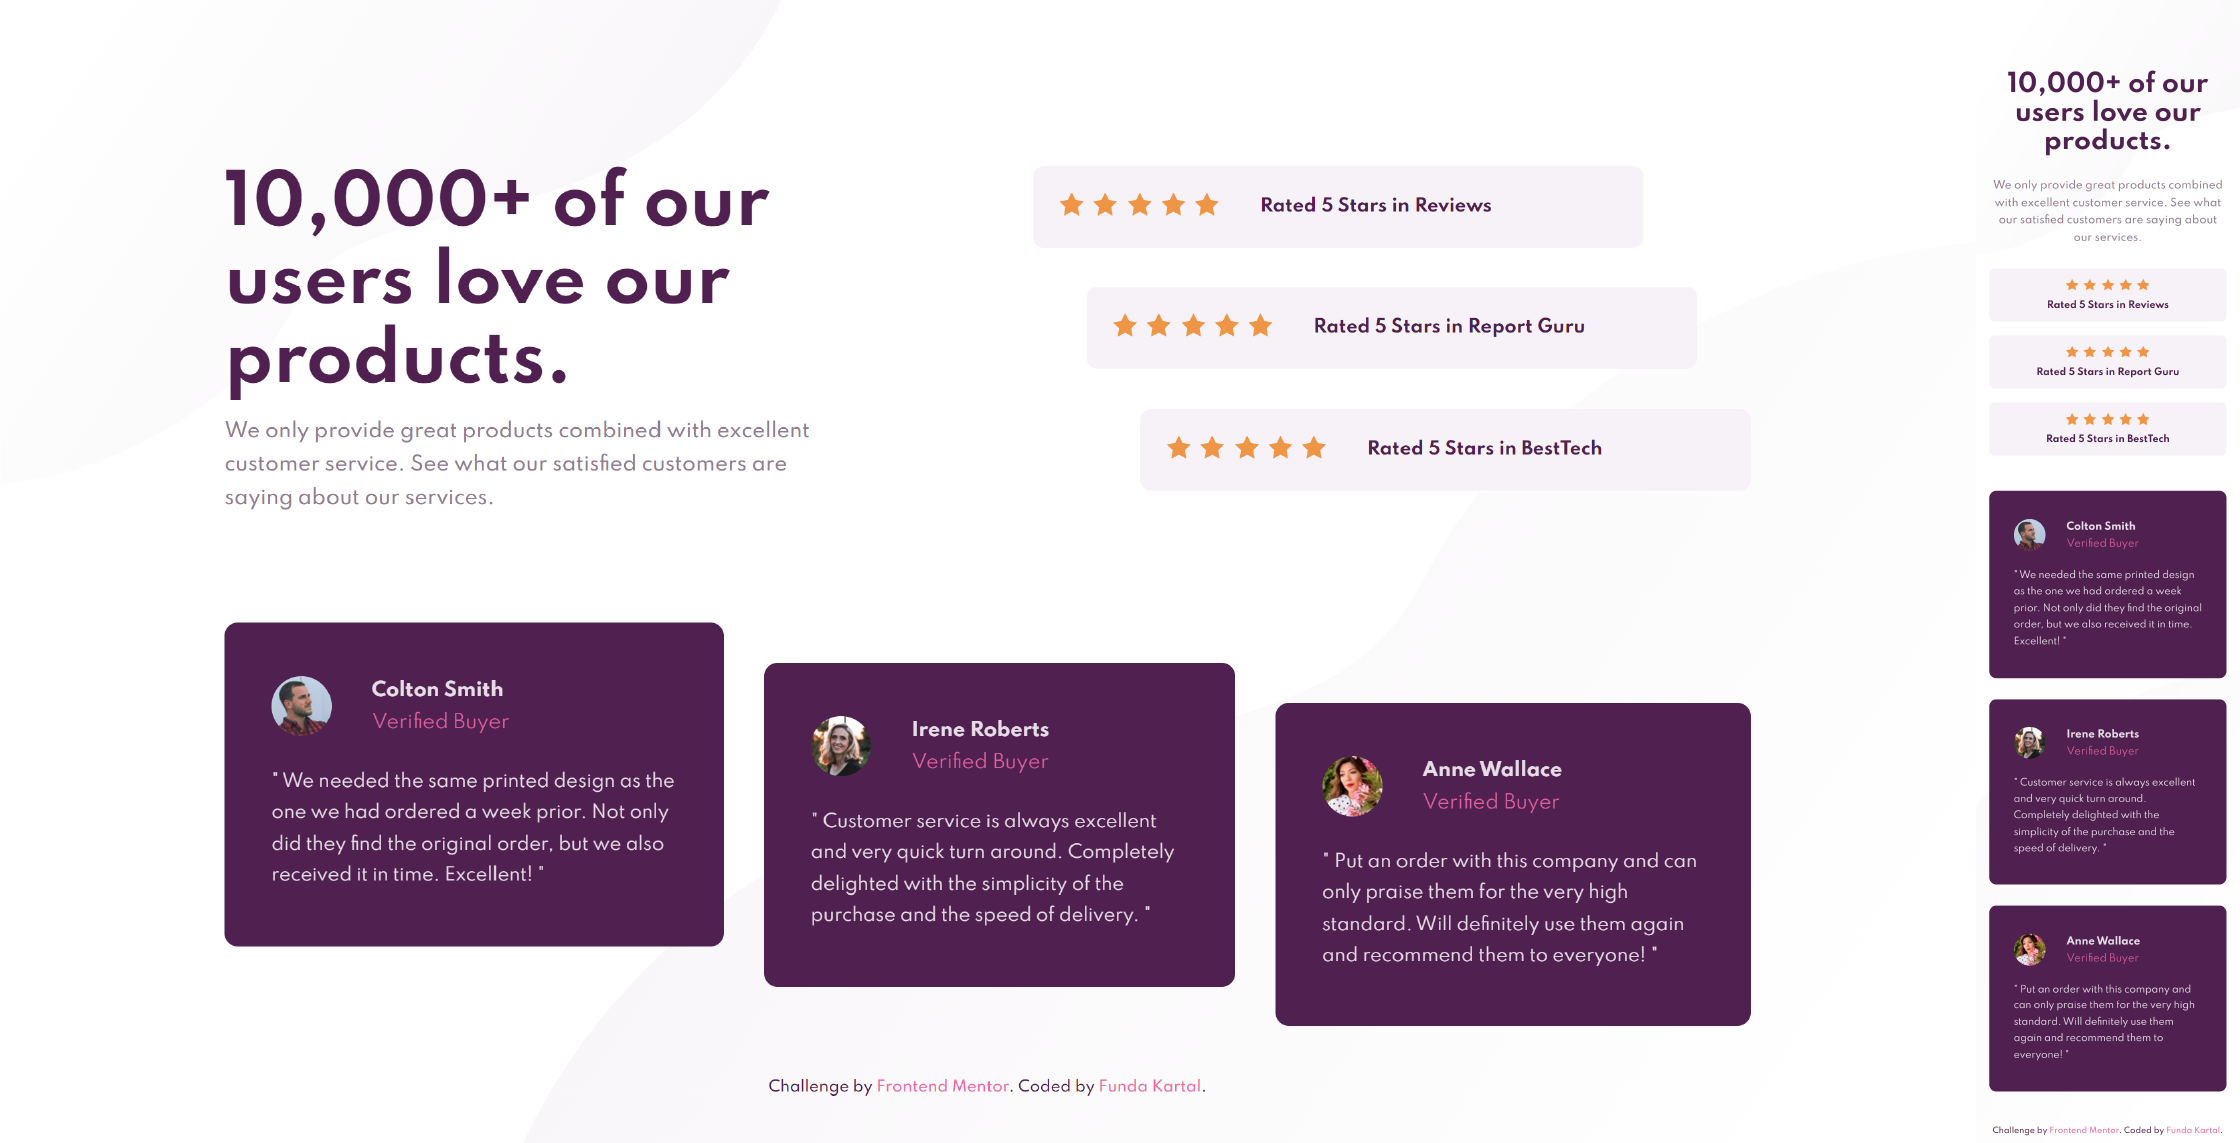 10,000+ of our
users love our
products.
We only provide great products combined with excellent
customer service. See what our satisfied customers are
saying about our services.
Rated 5 Stars in Reviews
Rated 5 Stars in Report Guru
Rated 5 Stars in BestTech
Colton Smith
Verified Buyer
" We needed the same printed design as the
one we had ordered a week prior. Not only
did they find the original order, but we also
received it in time. Excellent! "
Irene Roberts
Verified Buyer
" Customer service is always excellent
and very quick turn around. Completely
delighted with the simplicity of the
purchase and the speed of delivery. "
Anne Wallace
Verified Buyer
" Put an order with this company and can
only praise them for the very high
standard. Will definitely use them again
and recommend them to everyone! "
Challenge by Frontend Mentor. Coded by Funda Kartal.
10,000+ of our
users love our
products.
We only provide great products combined
with excellent customer service. See what
our satisfied customers are saying about
our services.
Rated 5 Stars in Reviews
Rated 5 Stars in Report Guru
Rated 5 Stars in BestTech
Colton Smith
Verified Buyer
" We needed the same printed design
as the one we had ordered a week
prior. Not only did they find the original
order, but we also received it in time.
Excellent! "
Irene Roberts
Verified Buyer
" Customer service is always excellent
and very quick turn around.
Completely delighted with the
simplicity of the purchase and the
speed of delivery. "
Anne Wallace
Verified Buyer
" Put an order with this company and
can only praise them for the very high
standard. Will definitely use them
again and recommend them to
everyone! "
Challenge by Frontend Mentor. Coded by Funda Kartal.